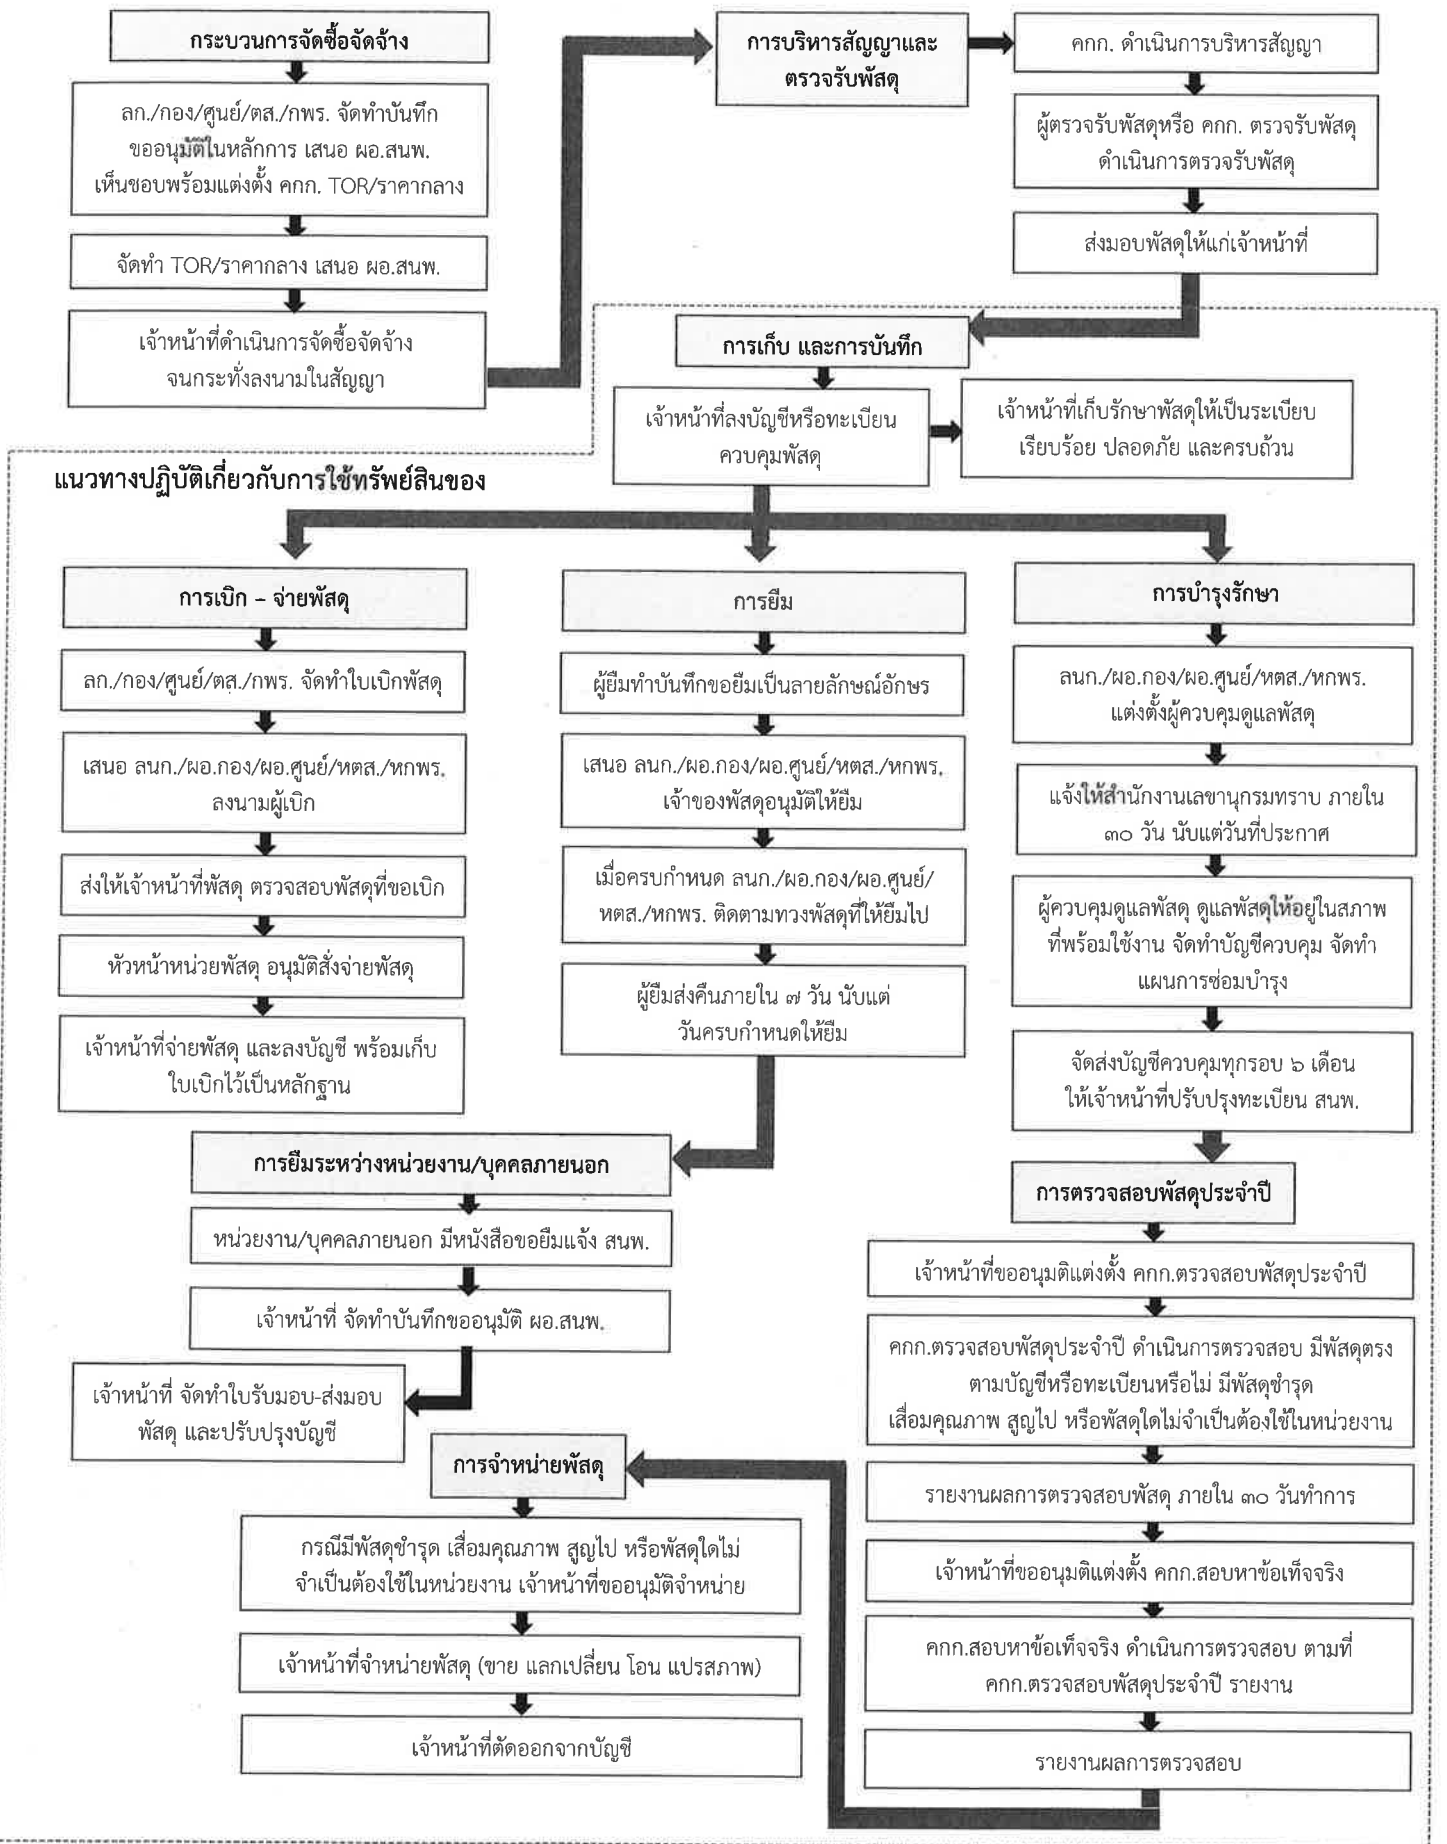 กระบวนการจัดซื้อจัดจ้าง
ลก./กอง/ศูนย์/ตส./กพร. จัดทำบันทึก
ขออนุมัติในหลักการ เสนอ ผอ.สนพ.
เห็นชอบพร้อมแต่งตั้ง คกก. TOR/ราคากลาง
จัดทำ TOR/ราคากลาง เสนอ ผอ.สนพ.
เจ้าหน้าที่ดำเนินการจัดซื้อจัดจ้าง
จนกระทั่งลงนามในสัญญา
การบริหารสัญญาและ
ตรวจรับพัสดุ
คกก. ดำเนินการบริหารสัญญา
ผู้ตรวจรับพัสดุหรือ คกก. ตรวจรับพัสดุ
ดำเนินการตรวจรับพัสดุ
ส่งมอบพัสดุให้แก่เจ้าหน้าที่
การเก็บ และการบันทึก
เจ้าหน้าที่ลงบัญชีหรือทะเบียน
ควบคุมพัสดุ
เจ้าหน้าที่เก็บรักษาพัสดุให้เป็นระเบียบ
เรียบร้อย ปลอดภัย และครบถ้วน
แนวทางปฏิบัติเกี่ยวกับการใช้ทรัพย์สินของ
การเบิก – จ่ายพัสดุ
ลก./กอง/ศูนย์/ตส./กพร. จัดทำใบเบิกพัสดุ
เสนอ ลนก./ผอ.กอง/ผอ.ศูนย์/หตส./หกพร.
ลงนามผู้เบิก
ส่งให้เจ้าหน้าที่พัสดุ ตรวจสอบพัสดุที่ขอเบิก
หัวหน้าหน่วยพัสดุ อนุมัติสั่งจ่ายพัสดุ
เจ้าหน้าที่จ่ายพัสดุ และลงบัญชี พร้อมเก็บ
ใบเบิกไว้เป็นหลักฐาน
การยืม
ผู้ยืมทำบันทึกขอยืมเป็นลายลักษณ์อักษร
เสนอ ลนก./ผอ.กอง/ผอ.ศูนย์/หตส./หกพร.
เจ้าของพัสดุอนุมัติให้ยืม
เมื่อครบกำหนด ลนก./ผอ.กอง/ผอ.ศูนย์/
หตส./หกพร. ติดตามทวงพัสดุที่ให้ยืมไป
ผู้ยืมส่งคืนภายใน ๗ วัน นับแต่
วันครบกำหนดให้ยืม
การบำรุงรักษา
ลนก./ผอ.กอง/ผอ.ศูนย์/หตส./หกพร.
แต่งตั้งผู้ควบคุมดูแลพัสดุ
แจ้งให้สำนักงานเลขานุกรมทราบ ภายใน
๓๐ วัน นับแต่วันที่ประกาศ
ผู้ควบคุมดูแลพัสดุ ดูแลพัสดุให้อยู่ในสภาพ
ที่พร้อมใช้งาน จัดทำบัญชีควบคุม จัดทำ
แผนการซ่อมบำรุง
จัดส่งบัญชีควบคุมทุกรอบ ๖ เดือน
ให้เจ้าหน้าที่ปรับปรุงทะเบียน สนพ.
การยืมระหว่างหน่วยงาน/บุคคลภายนอก
หน่วยงาน/บุคคลภายนอก มีหนังสือขอยืมแจ้ง สนพ.
เจ้าหน้าที่ จัดทำบันทึกขออนุมัติ ผอ.สนพ.
เจ้าหน้าที่ จัดทำใบรับมอบ-ส่งมอบ
พัสดุ และปรับปรุงบัญชี
การตรวจสอบพัสดุประจำปี
เจ้าหน้าที่ขออนุมติแต่งตั้ง คกก.ตรวจสอบพัสดุประจำปี
คกก.ตรวจสอบพัสดุประจำปี ดำเนินการตรวจสอบ มีพัสดุตรง
ตามบัญชีหรือทะเบียนหรือไม่ มีพัสดุชำรุด
เสื่อมคุณภาพ สูญไป หรือพัสดุใดไม่จำเป็นต้องใช้ในหน่วยงาน
รายงานผลการตรวจสอบพัสดุ ภายใน ๓๐ วันทำการ
เจ้าหน้าที่ขออนุมติแต่งตั้ง คกก.สอบหาข้อเท็จจริง
คกก.สอบหาข้อเท็จจริง ดำเนินการตรวจสอบ ตามที่
คกก.ตรวจสอบพัสดุประจำปี รายงาน
รายงานผลการตรวจสอบ
การจำหน่ายพัสดุ
กรณีมีพัสดุชำรุด เสื่อมคุณภาพ สูญไป หรือพัสดุใดไม่
จำเป็นต้องใช้ในหน่วยงาน เจ้าหน้าที่ขออนุมัติจำหน่าย
เจ้าหน้าที่จำหน่ายพัสดุ (ขาย แลกเปลี่ยน โอน แปรสภาพ)
เจ้าหน้าที่ตัดออกจากบัญชี